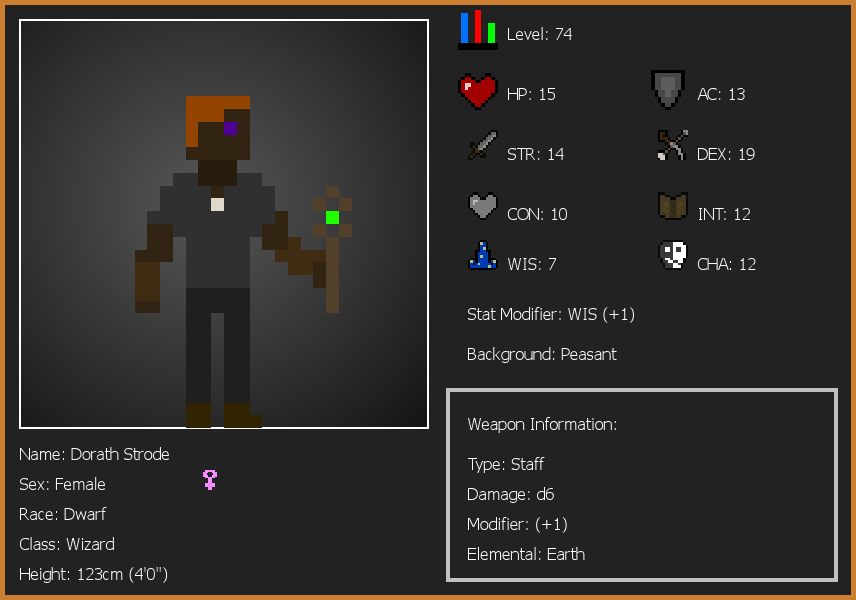 Level: 74
HP: 15
AC: 13
STR: 14
DEX: 19
CON: 10
INT: 12
WIS: 7
CHA: 12
Stat Modifier: WIS (+1)
Background: Peasant
Weapon Information:
Type: Staff
Damage: d6
Modifier: (+1)
Elemental: Earth
Name: Dorath Strode
Sex: Female
Race: Dwarf
Class: Wizard
Height: 123cm (4'0")